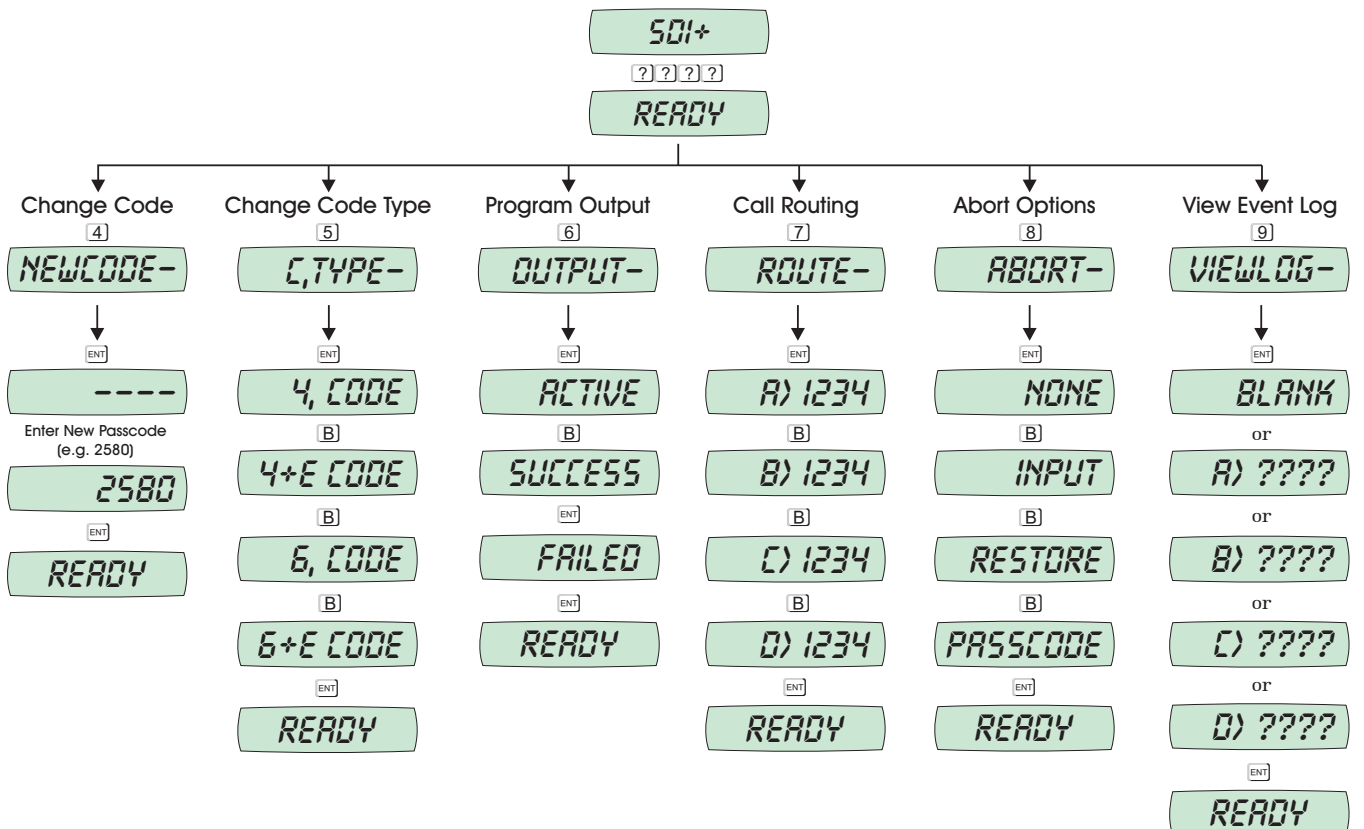 SD1+
????
READY
Change Code
4
NEWCODE-
ENT
----
Enter New Passcode
(e.g. 2580)
2580
ENT
READY
Change Code Type
5
C,TYPE-
ENT
4, CODE
B
4+E CODE
B
6, CODE
B
6+E CODE
ENT
READY
Program Output
6
OUTPUT-
ENT
ACTIVE
B
SUCCESS
ENT
FAILED
ENT
READY
Call Routing
7
ROUTE-
ENT
A) 1234
B
B) 1234
B
C) 1234
B
D) 1234
ENT
READY
Abort Options
8
ABORT-
ENT
NONE
B
INPUT
B
RESTORE
B
PASSCODE
ENT
READY
View Event Log
9
VIEWLOG-
ENT
BLANK
or
A) ????
or
B) ????
or
C) ????
or
D) ????
ENT
READY